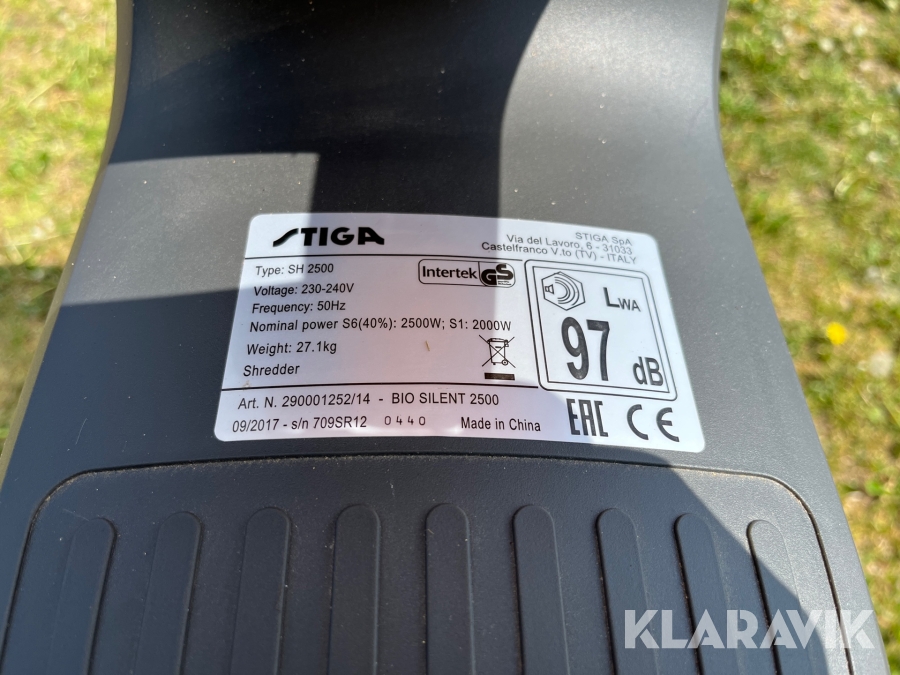 STIGA
STIGA SpA
Via del Lavoro, 6 - 31033
Castelfranco V.to (TV) - ITALY
Type: SH 2500
Voltage: 230-240V
Frequency: 50Hz
Nominal power S6(40%): 2500W; S1: 2000W
Weight: 27.1kg
Shredder
Intertek GS
LWA
97 dB
Art. N. 290001252/14 - BIO SILENT 2500
09/2017 - s/n 709SR12 0440 Made in China
EAC CE
KLARAVIK